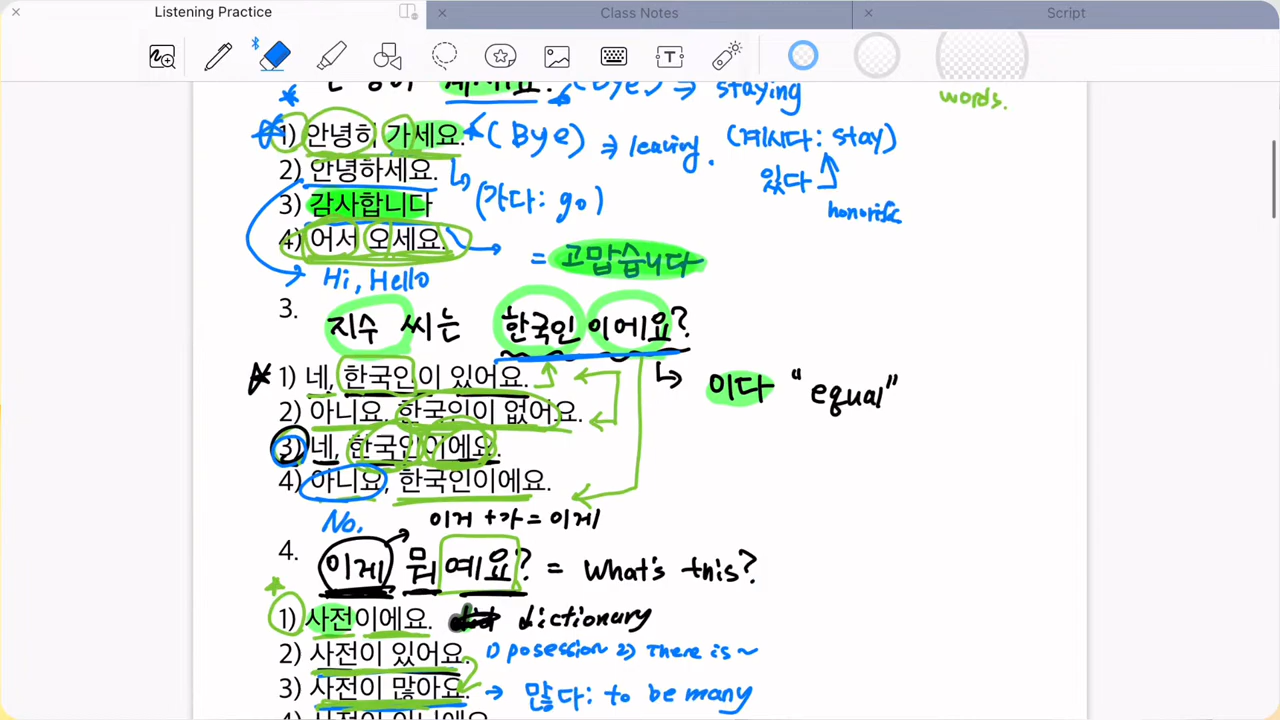 Listening Practice
Class Notes
Script
(Bye) ⇒ staying
words.
1) 안녕히 가세요. (Bye) ⇒ leaving. (계시다: stay)
2) 안녕하세요. 있다
(가다: go) honorific
3) 감사합니다
4) 어서 오세요. = 고맙습니다
Hi, Hello
3. 지수 씨는 한국인 이에요?
1) 네, 한국인이 있어요. 이다 "equal"
2) 아니요. 한국인이 없어요.
3) 네, 한국인이에요.
4) 아니요, 한국인이에요.
No. 이거 + 가 = 이게
4. 이게 뭐 예요? = What's this?
1) 사전이에요. dictionary
2) 사전이 있어요. 1) posession 2) There is ~
3) 사전이 많아요. → 많다: to be many